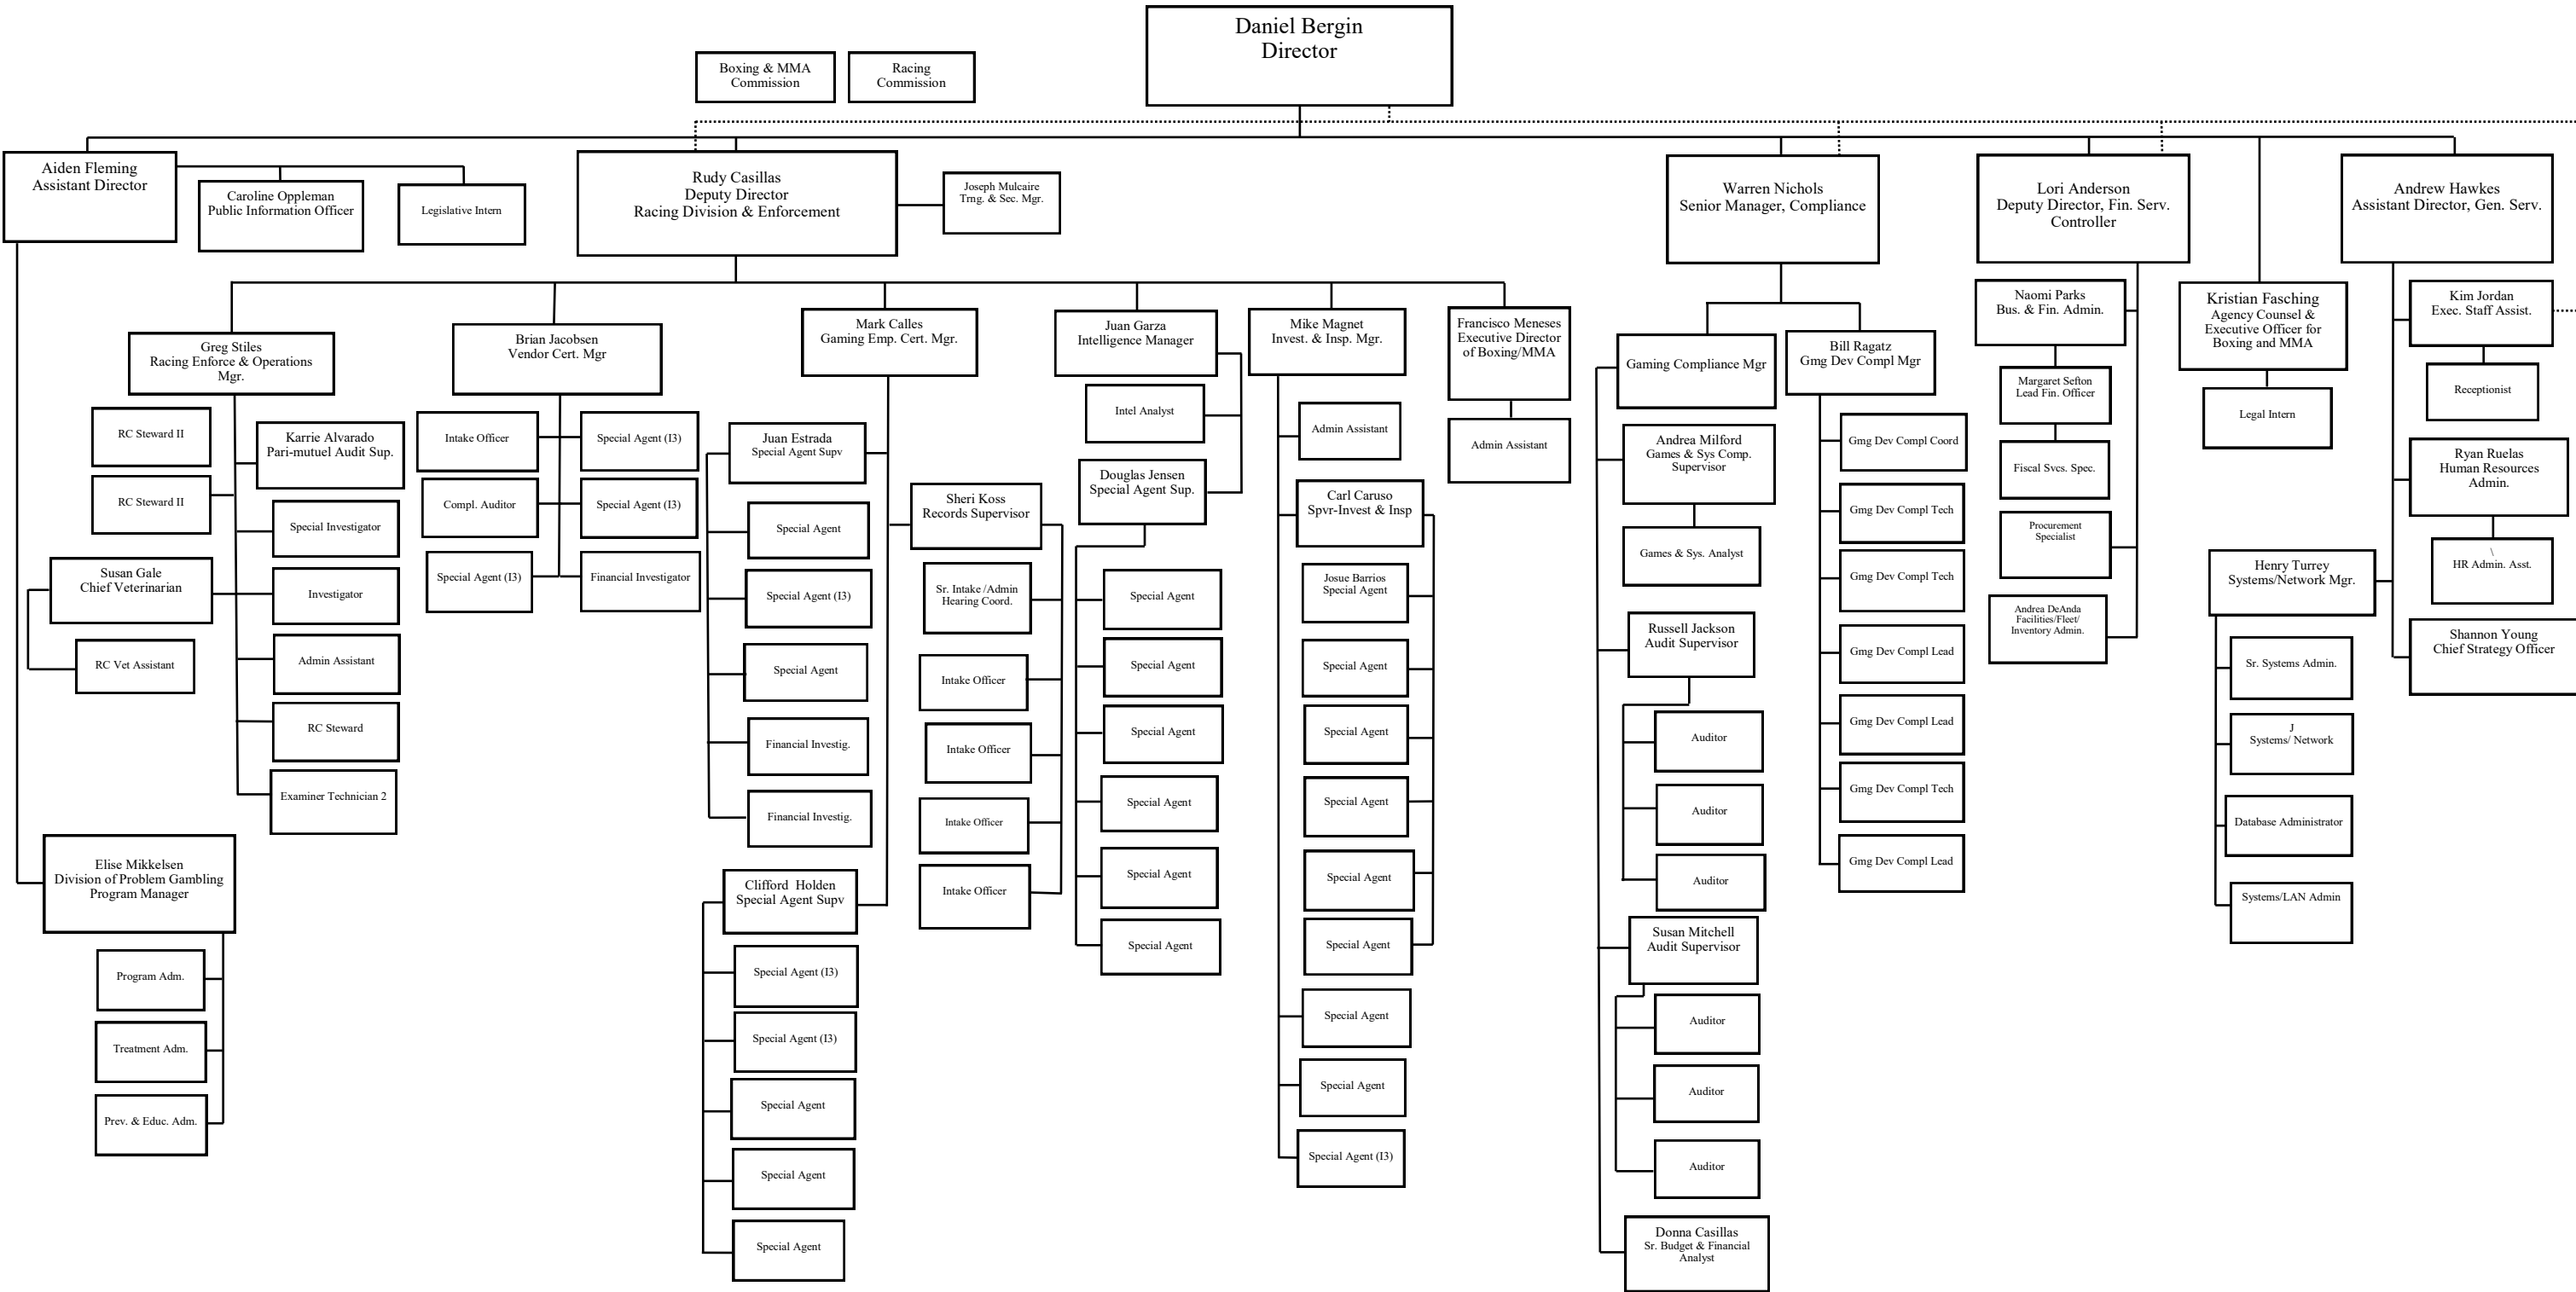 Daniel Bergin
Director
Boxing & MMA
Commission
Racing
Commission
Aiden Fleming
Assistant Director
Caroline Oppleman
Public Information Officer
Legislative Intern
Rudy Casillas
Deputy Director
Racing Division & Enforcement
Joseph Mulcaire
Trng. & Sec. Mgr.
Warren Nichols
Senior Manager, Compliance
Lori Anderson
Deputy Director, Fin. Serv.
Controller
Andrew Hawkes
Assistant Director, Gen. Serv.
Greg Stiles
Racing Enforce & Operations
Mgr.
RC Steward II
RC Steward II
Karrie Alvarado
Pari-mutuel Audit Sup.
Special Investigator
Susan Gale
Chief Veterinarian
RC Vet Assistant
Investigator
Admin Assistant
RC Steward
Examiner Technician 2
Elise Mikkelsen
Division of Problem Gambling
Program Manager
Program Adm.
Treatment Adm.
Prev. & Educ. Adm.
Brian Jacobsen
Vendor Cert. Mgr
Intake Officer
Special Agent (I3)
Compl. Auditor
Special Agent (I3)
Special Agent (I3)
Financial Investigator
Mark Calles
Gaming Emp. Cert. Mgr.
Juan Estrada
Special Agent Supv
Special Agent
Special Agent (I3)
Special Agent
Financial Investig.
Financial Investig.
Clifford  Holden
Special Agent Supv
Special Agent (I3)
Special Agent (I3)
Special Agent
Special Agent
Special Agent
Sheri Koss
Records Supervisor
Sr. Intake /Admin
Hearing Coord.
Intake Officer
Intake Officer
Intake Officer
Intake Officer
Juan Garza
Intelligence Manager
Intel Analyst
Douglas Jensen
Special Agent Sup.
Special Agent
Special Agent
Special Agent
Special Agent
Special Agent
Special Agent
Mike Magnet
Invest. & Insp. Mgr.
Admin Assistant
Carl Caruso
Spvr-Invest & Insp
Josue Barrios
Special Agent
Special Agent
Special Agent
Special Agent
Special Agent
Special Agent
Special Agent
Special Agent
Special Agent (I3)
Francisco Meneses
Executive Director
of Boxing/MMA
Admin Assistant
Gaming Compliance Mgr
Andrea Milford
Games & Sys Comp.
Supervisor
Games & Sys. Analyst
Russell Jackson
Audit Supervisor
Auditor
Auditor
Auditor
Susan Mitchell
Audit Supervisor
Auditor
Auditor
Auditor
Donna Casillas
Sr. Budget & Financial
Analyst
Bill Ragatz
Gmg Dev Compl Mgr
Gmg Dev Compl Coord
Gmg Dev Compl Tech
Gmg Dev Compl Tech
Gmg Dev Compl Lead
Gmg Dev Compl Lead
Gmg Dev Compl Tech
Gmg Dev Compl Lead
Naomi Parks
Bus. & Fin. Admin.
Margaret Sefton
Lead Fin. Officer
Fiscal Svcs. Spec.
Procurement
Specialist
Andrea DeAnda
Facilities/Fleet/
Inventory Admin.
Kristian Fasching
Agency Counsel &
Executive Officer for
Boxing and MMA
Legal Intern
Kim Jordan
Exec. Staff Assist.
Receptionist
Ryan Ruelas
Human Resources
Admin.
\
HR Admin. Asst.
Henry Turrey
Systems/Network Mgr.
Shannon Young
Chief Strategy Officer
Sr. Systems Admin.
J
Systems/ Network
Database Administrator
Systems/LAN Admin